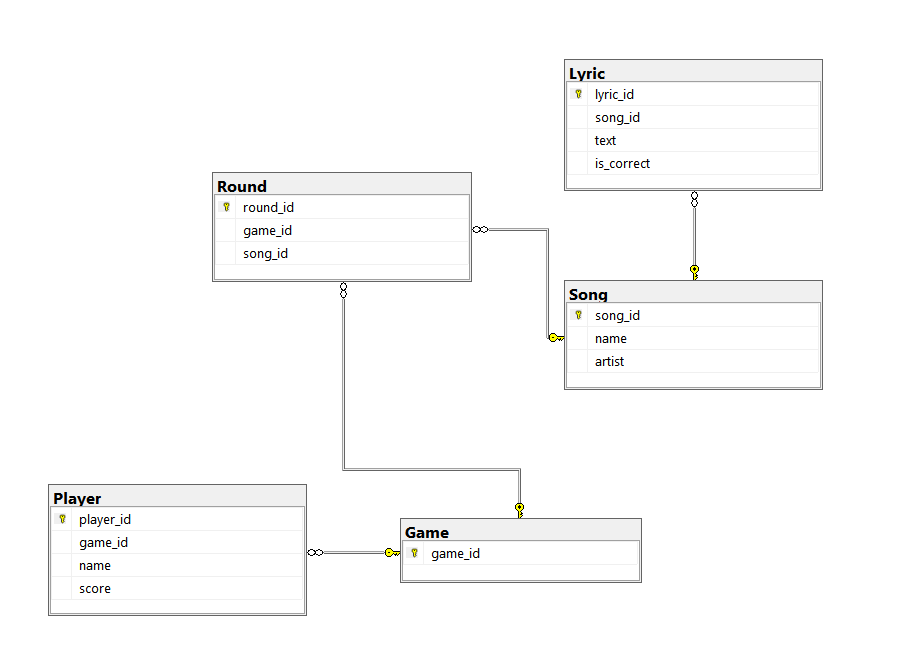 Lyric
lyric_id
song_id
text
is_correct
Round
round_id
game_id
song_id
Song
song_id
name
artist
Player
player_id
game_id
name
score
Game
game_id